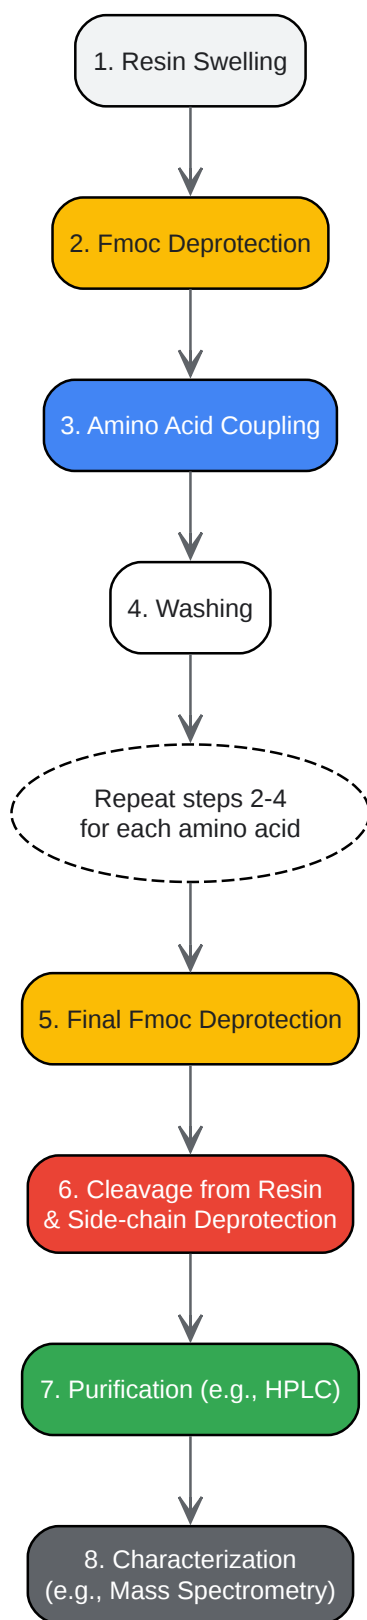 1. Resin Swelling
2. Fmoc Deprotection
3. Amino Acid Coupling
4. Washing
Repeat steps 2-4
for each amino acid
5. Final Fmoc Deprotection
6. Cleavage from Resin
& Side-chain Deprotection
7. Purification (e.g., HPLC)
8. Characterization
(e.g., Mass Spectrometry)